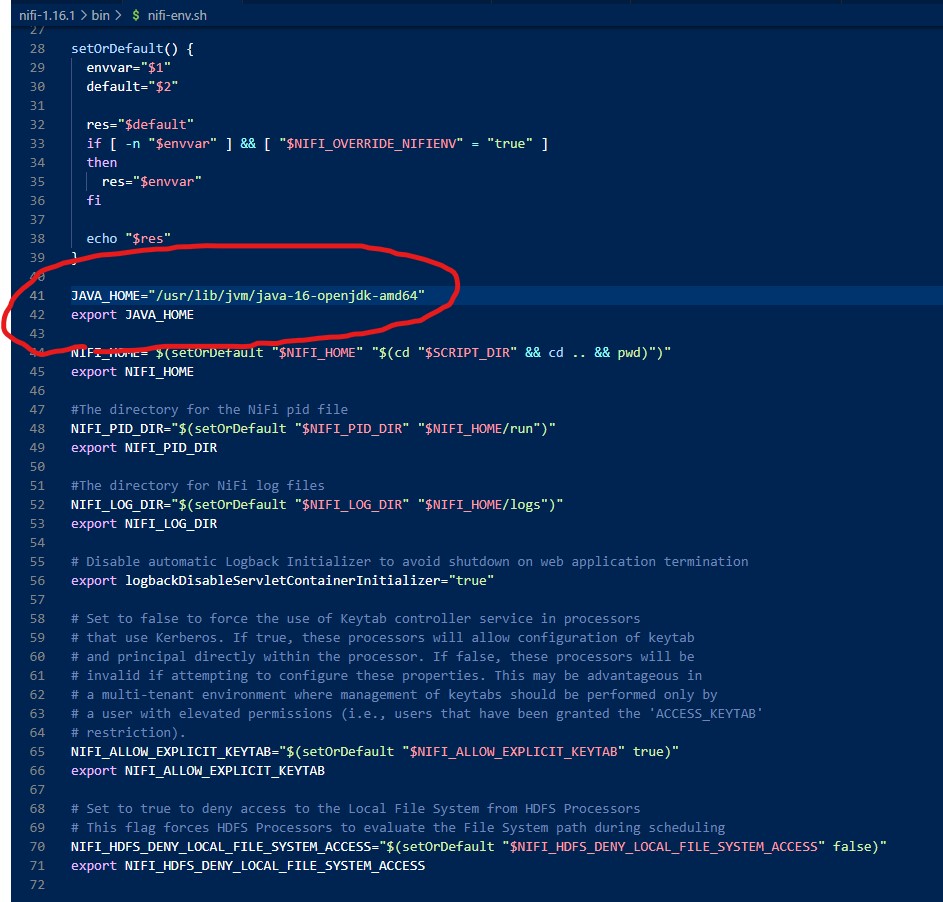 nifi-1.16.1 > bin > $ nifi-env.sh
27
28 setOrDefault() {
29   envvar="$1"
30   default="$2"
31
32   res="$default"
33   if [ -n "$envvar" ] && [ "$NIFI_OVERRIDE_NIFIENV" = "true" ]
34   then
35     res="$envvar"
36   fi
37
38   echo "$res"
39 }
40
41 JAVA_HOME="/usr/lib/jvm/java-16-openjdk-amd64"
42 export JAVA_HOME
43
44 NIFI_HOME="$(setOrDefault "$NIFI_HOME" "$(cd "$SCRIPT_DIR" && cd .. && pwd)")"
45 export NIFI_HOME
46
47 #The directory for the NiFi pid file
48 NIFI_PID_DIR="$(setOrDefault "$NIFI_PID_DIR" "$NIFI_HOME/run")"
49 export NIFI_PID_DIR
50
51 #The directory for NiFi log files
52 NIFI_LOG_DIR="$(setOrDefault "$NIFI_LOG_DIR" "$NIFI_HOME/logs")"
53 export NIFI_LOG_DIR
54
55 # Disable automatic Logback Initializer to avoid shutdown on web application termination
56 export logbackDisableServletContainerInitializer="true"
57
58 # Set to false to force the use of Keytab controller service in processors
59 # that use Kerberos. If true, these processors will allow configuration of keytab
60 # and principal directly within the processor. If false, these processors will be
61 # invalid if attempting to configure these properties. This may be advantageous in
62 # a multi-tenant environment where management of keytabs should be performed only by
63 # a user with elevated permissions (i.e., users that have been granted the 'ACCESS_KEYTAB'
64 # restriction).
65 NIFI_ALLOW_EXPLICIT_KEYTAB="$(setOrDefault "$NIFI_ALLOW_EXPLICIT_KEYTAB" true)"
66 export NIFI_ALLOW_EXPLICIT_KEYTAB
67
68 # Set to true to deny access to the Local File System from HDFS Processors
69 # This flag forces HDFS Processors to evaluate the File System path during scheduling
70 NIFI_HDFS_DENY_LOCAL_FILE_SYSTEM_ACCESS="$(setOrDefault "$NIFI_HDFS_DENY_LOCAL_FILE_SYSTEM_ACCESS" false)"
71 export NIFI_HDFS_DENY_LOCAL_FILE_SYSTEM_ACCESS
72